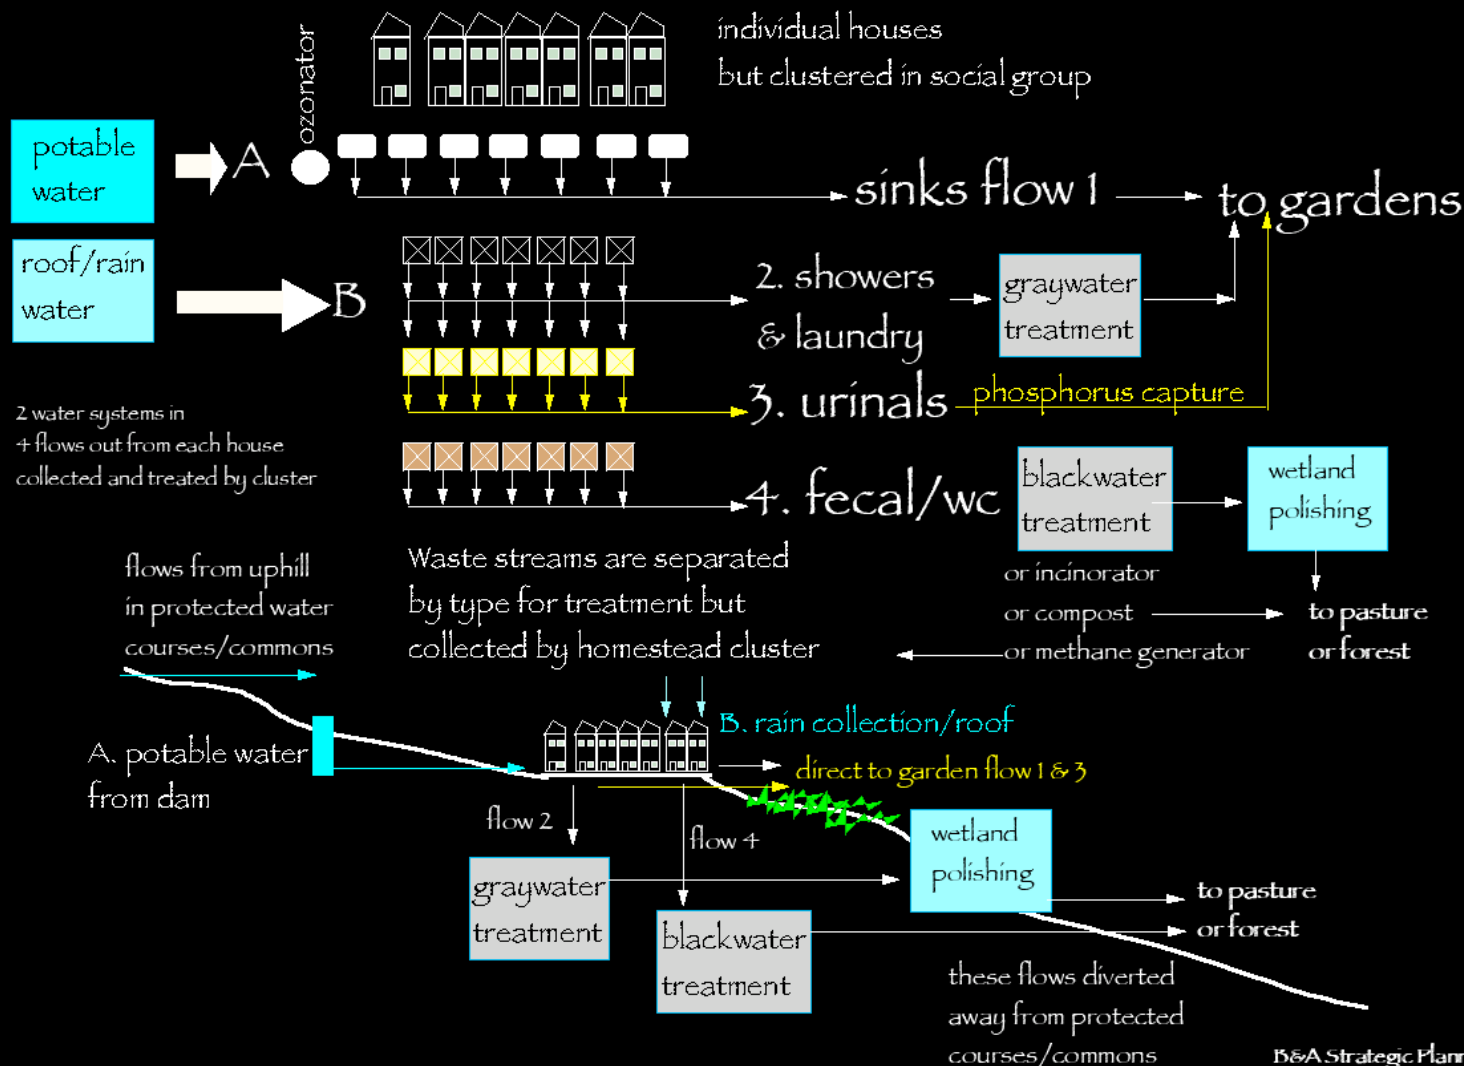 individual houses
but clustered in social group
ozonator
potable
water
A
sinks flow 1
to gardens
roof/rain
water
B
2. showers
& laundry
graywater
treatment
3. urinals
phosphorus capture
2 water systems in
4 flows out from each house
collected and treated by cluster
4. fecal/wc
blackwater
treatment
wetland
polishing
or incinorator
or compost
or methane generator
to pasture
or forest
Waste streams are separated
by type for treatment but
collected by homestead cluster
flows from uphill
in protected water
courses/commons
A. potable water
from dam
B. rain collection/roof
direct to garden flow 1 & 3
flow 2
flow 4
graywater
treatment
blackwater
treatment
wetland
polishing
to pasture
or forest
these flows diverted
away from protected
courses/commons
B&A Strategic